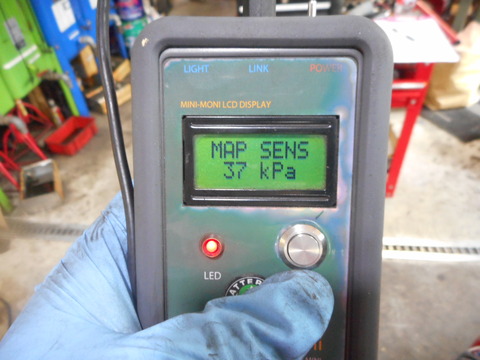 LIGHT LINK POWER
MINI-MONI LCD DISPLAY
MAP SENS
37 kPa
LED